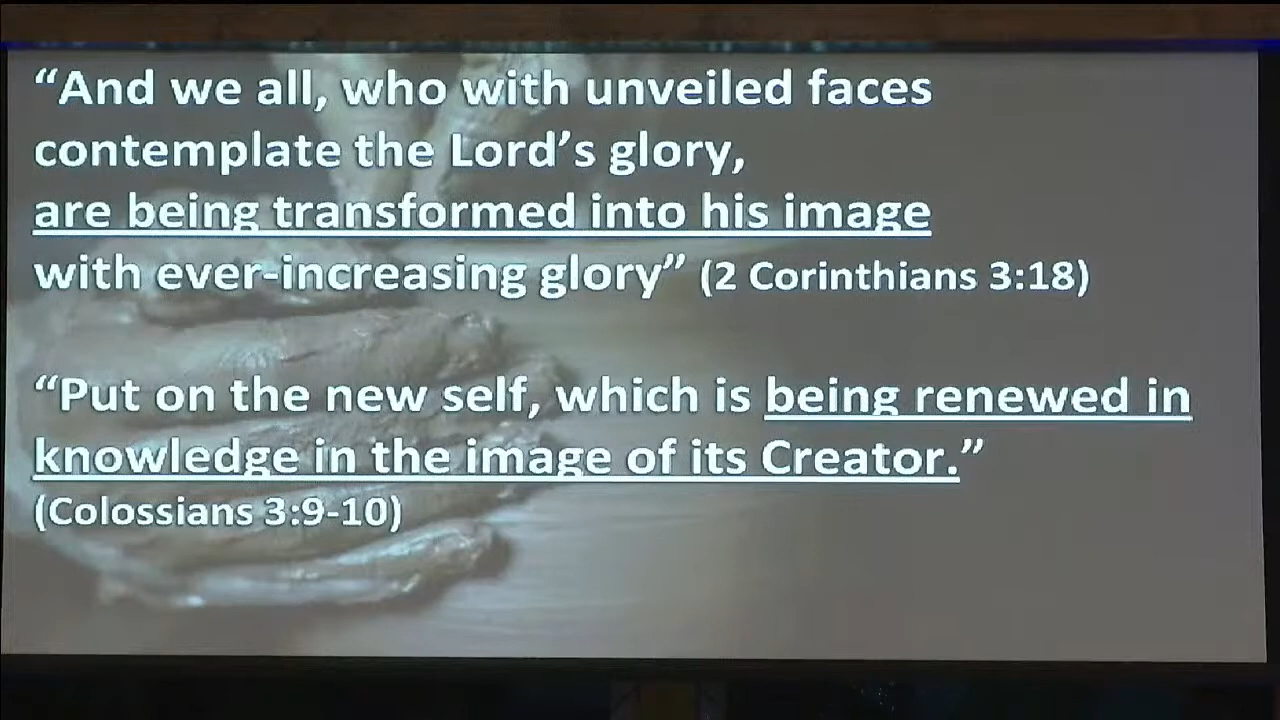 “And we all, who with unveiled faces
contemplate the Lord’s glory,
are being transformed into his image
with ever-increasing glory” (2 Corinthians 3:18)
“Put on the new self, which is being renewed in
knowledge in the image of its Creator.”
(Colossians 3:9-10)